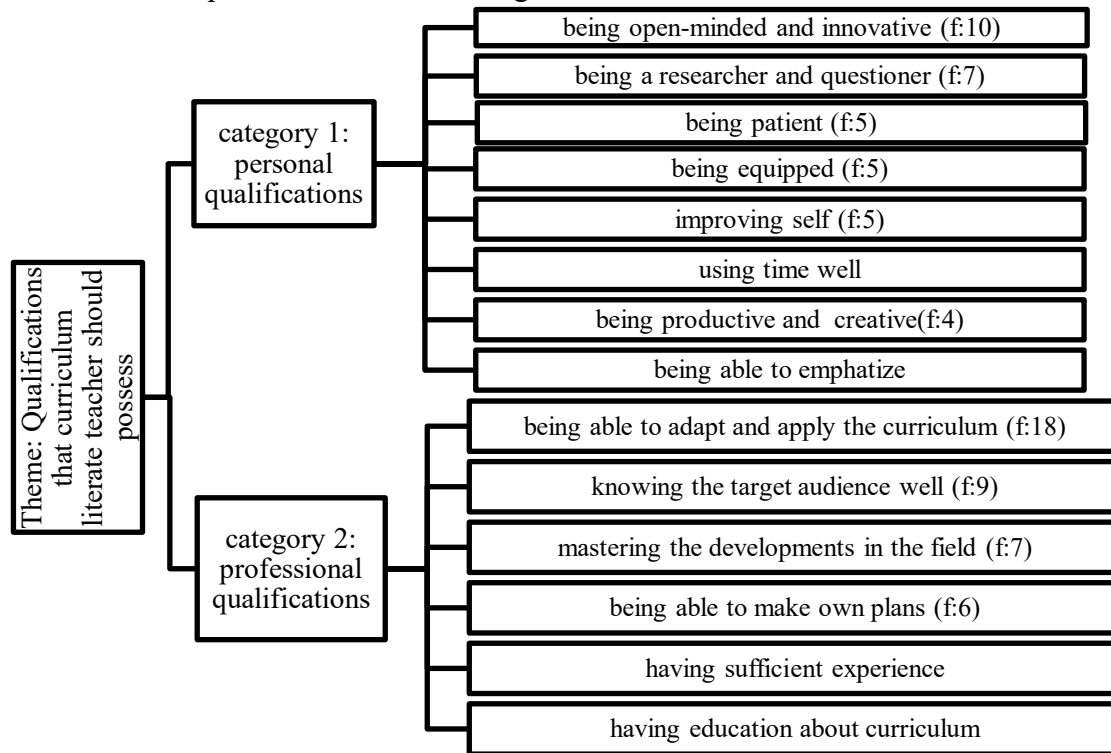 Theme: Qualifications
that curriculum
literate teacher should
possess
category 1:
personal
qualifications
being open-minded and innovative (f:10)
being a researcher and questioner (f:7)
being patient (f:5)
being equipped (f:5)
improving self (f:5)
using time well
being productive and creative(f:4)
being able to emphatize
category 2:
professional
qualifications
being able to adapt and apply the curriculum (f:18)
knowing the target audience well (f:9)
mastering the developments in the field (f:7)
being able to make own plans (f:6)
having sufficient experience
having education about curriculum